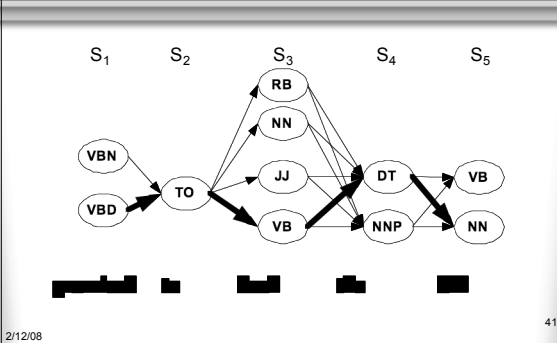 S1 S2 S3 S4 S5
RB
NN
VBN
JJ DT VB
TO
VBD
VB NNP NN
41
2/12/08